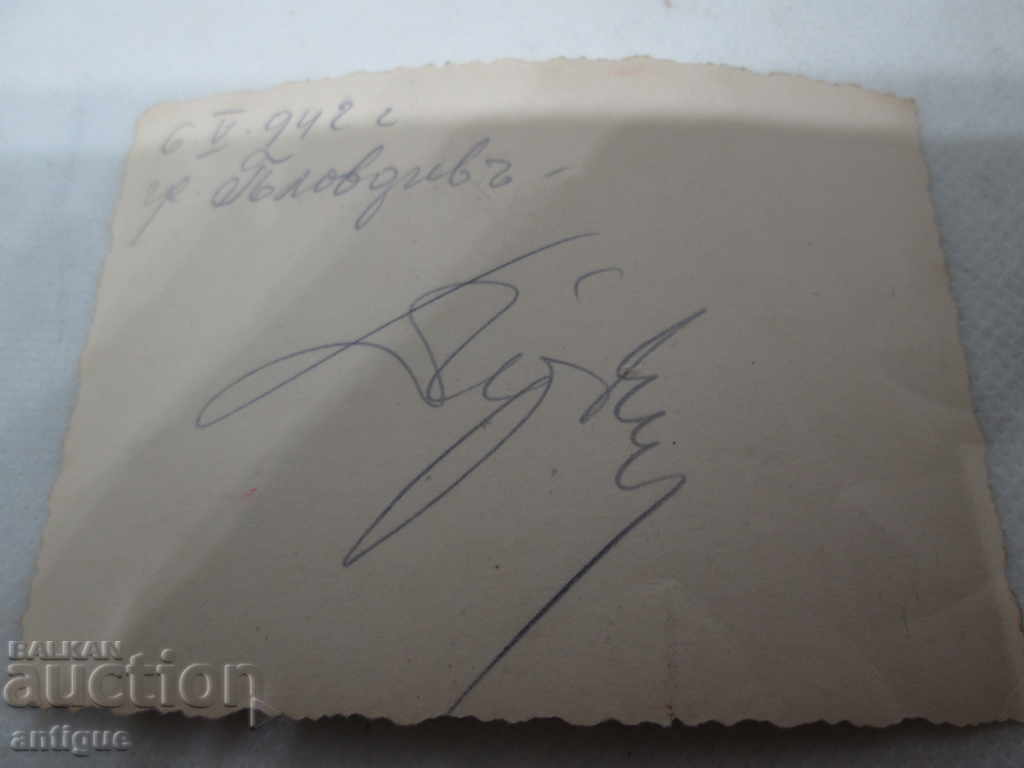 6 V. 942 г
гр. Пловдивъ -
BALKAN
auction
antique